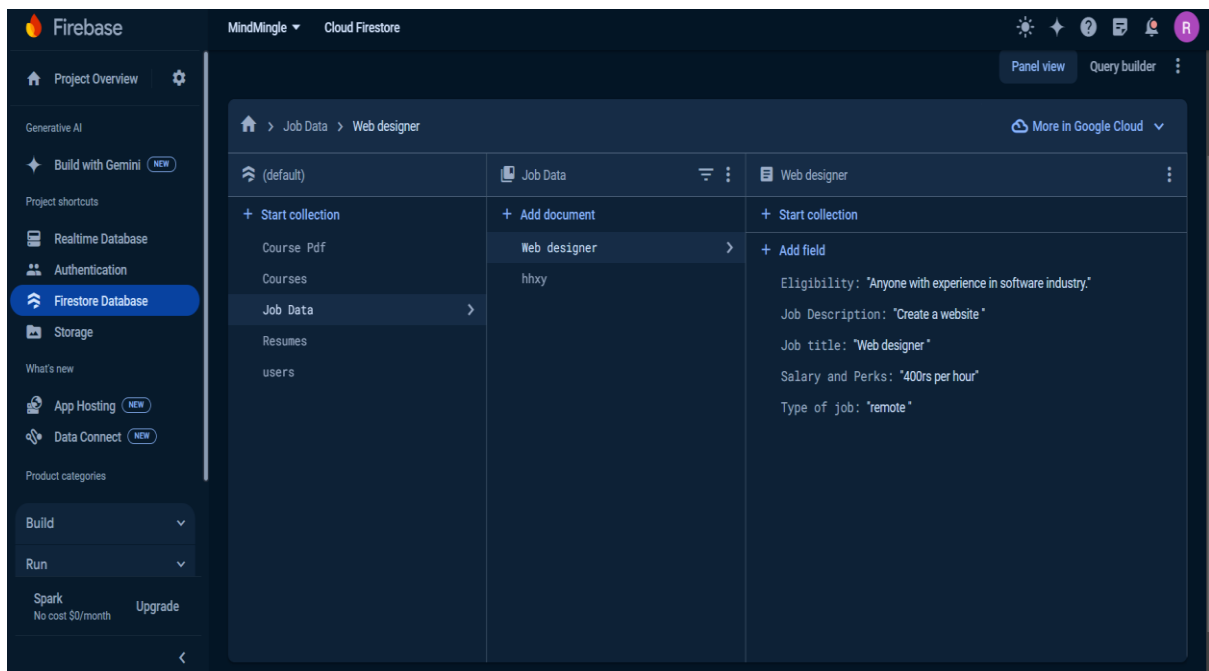 Firebase
MindMingle
Cloud Firestore
R
Project Overview
Generative AI
Build with Gemini NEW
Project shortcuts
Realtime Database
Authentication
Firestore Database
Storage
What's new
App Hosting NEW
Data Connect NEW
Product categories
Build
Run
Spark
No cost $0/month
Upgrade
Panel view
Query builder
> Job Data > Web designer
More in Google Cloud
(default)
+ Start collection
Course Pdf
Courses
Job Data
Resumes
users
Job Data
+ Add document
Web designer
hhxy
Web designer
+ Start collection
+ Add field
Eligibility: "Anyone with experience in software industry."
Job Description: "Create a website "
Job title: "Web designer "
Salary and Perks: "400rs per hour"
Type of job: "remote "